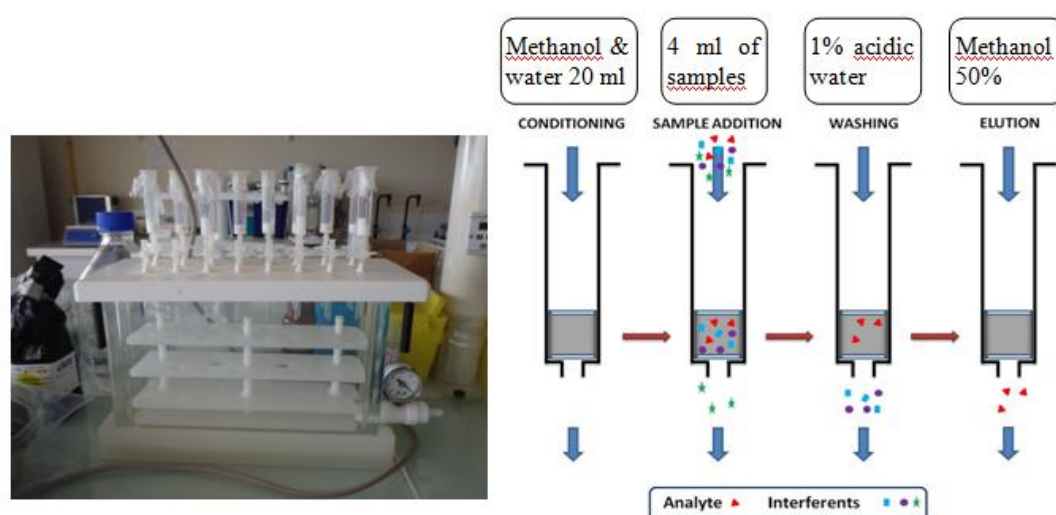 Methanol &
water 20 ml
4 ml of
samples
1% acidic
water
Methanol
50%
CONDITIONING
SAMPLE ADDITION
WASHING
ELUTION
Analyte
Interferents